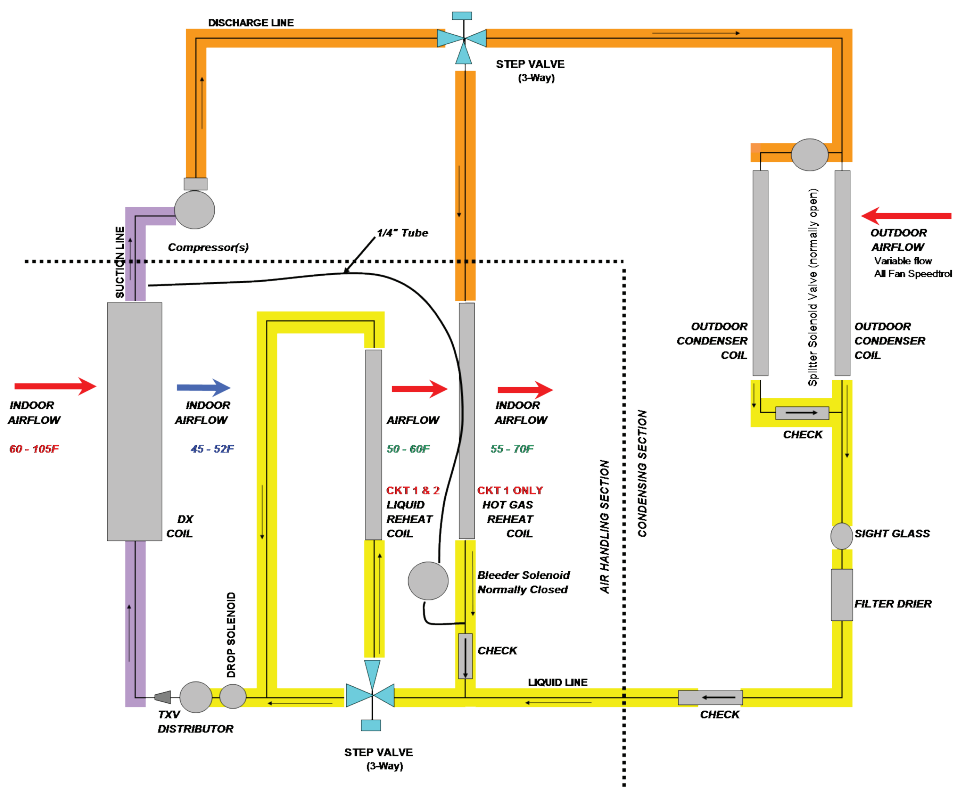 DISCHARGE LINE
STEP VALVE
(3-Way)
SUCTION LINE
Compressor(s)
1/4" Tube
Splitter Solenoid Valve (normally open)
OUTDOOR
AIRFLOW
Variable flow
All Fan Speedtrol
OUTDOOR
CONDENSER
COIL
OUTDOOR
CONDENSER
COIL
INDOOR
AIRFLOW
60 - 105F
INDOOR
AIRFLOW
45 - 52F
AIRFLOW
50 - 60F
INDOOR
AIRFLOW
55 - 70F
CHECK
AIR HANDLING SECTION
CONDENSING SECTION
CKT 1 & 2
LIQUID
REHEAT
COIL
CKT 1 ONLY
HOT GAS
REHEAT
COIL
DX
COIL
SIGHT GLASS
Bleeder Solenoid
Normally Closed
FILTER DRIER
DROP SOLENOID
CHECK
LIQUID LINE
TXV
DISTRIBUTOR
CHECK
STEP VALVE
(3-Way)